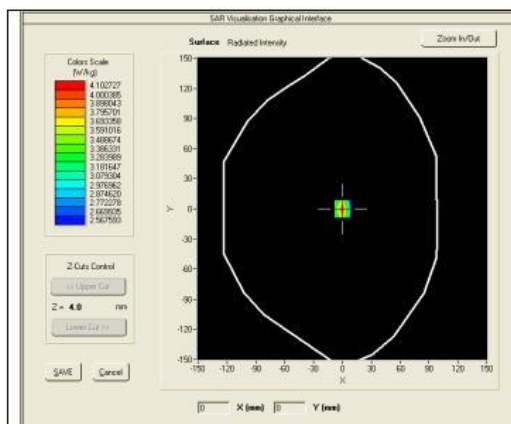 SAR Visualisation Graphical Interface
Surface Radiated Intensity
Zoom In/Out
Colors Scale
(W/kg)
4.102727
4.000385
3.898043
3.795701
3.693358
3.591016
3.488674
3.386331
3.283989
3.181647
3.079304
2.976962
2.874620
2.772278
2.669935
2.567593
150
120
90
60
30
0
-30
-60
-90
-120
-150
Y
-150 -120 -90 -60 -30 0 30 60 90 120 150
X
Z-Cuts Control
<< Upper Cut
Z = 4.0 mm
Lower Cut >>
SAVE Cancel
0 X (mm) 0 Y (mm)